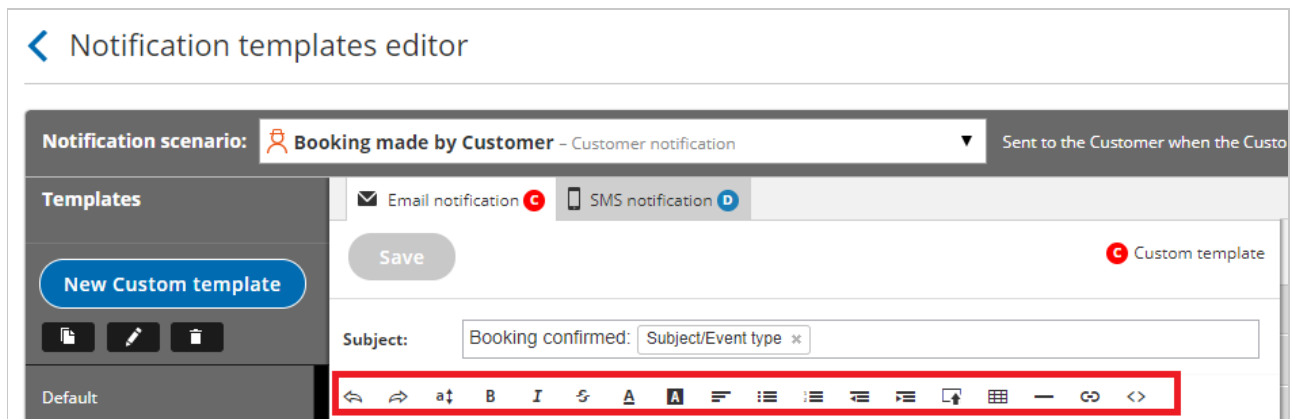 Notification templates editor
Notification scenario: Booking made by Customer – Customer notification ▼ Sent to the Customer when the Custo
Templates
Email notification C SMS notification D
Save
C Custom template
New Custom template
Subject: Booking confirmed: Subject/Event type ×
Default
a B I S A A